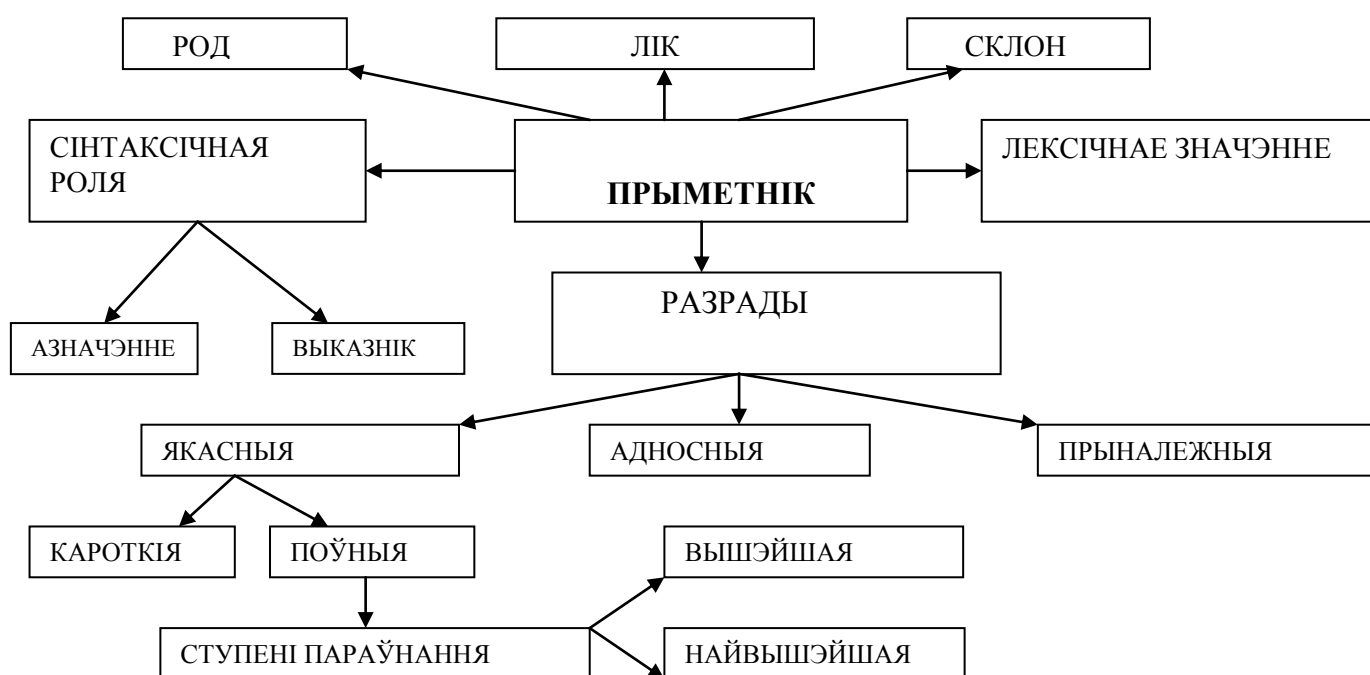 РОД
ЛІК
СКЛОН
СІНТАКСІЧНАЯ
РОЛЯ
ПРЫМЕТНІК
ЛЕКСІЧНАЕ ЗНАЧЭННЕ
РАЗРАДЫ
АЗНАЧЭННЕ
ВЫКАЗНІК
ЯКАСНЫЯ
АДНОСНЫЯ
ПРЫНАЛЕЖНЫЯ
КАРОТКІЯ
ПОЎНЫЯ
ВЫШЭЙШАЯ
СТУПЕНІ ПАРАЎНАННЯ
НАЙВЫШЭЙШАЯ